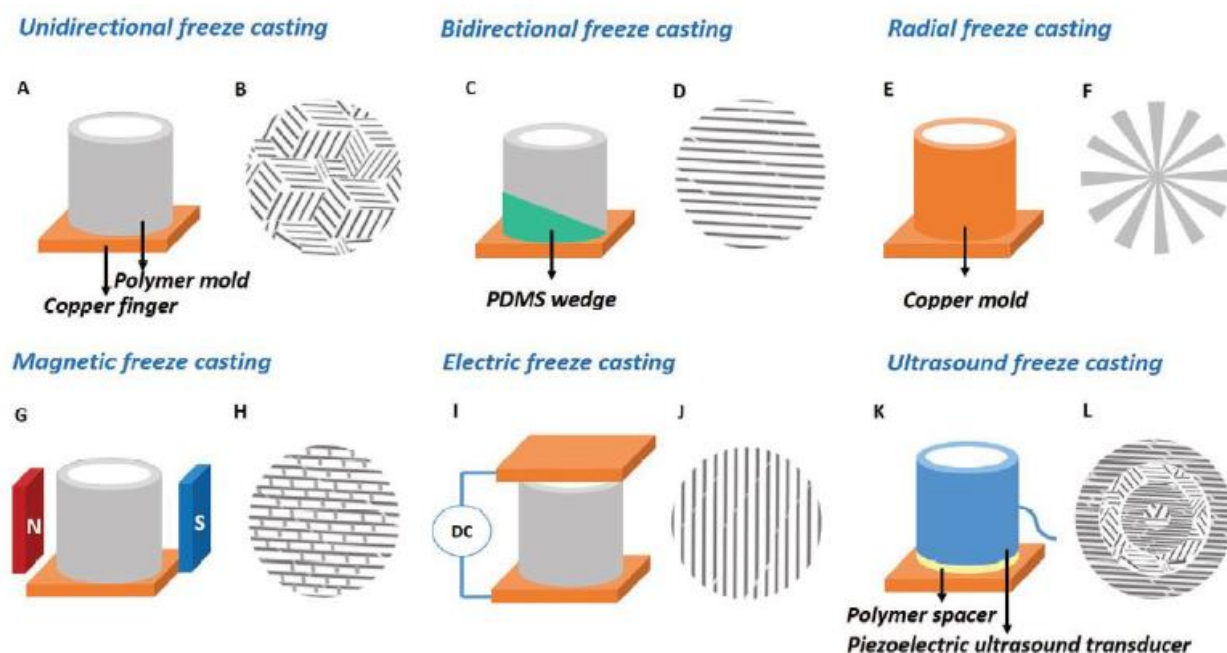 Unidirectional freeze casting
Bidirectional freeze casting
Radial freeze casting
A
B
C
D
E
F
Polymer mold
Copper finger
PDMS wedge
Copper mold
Magnetic freeze casting
Electric freeze casting
Ultrasound freeze casting
G
H
I
J
K
L
N
S
DC
Polymer spacer
Piezoelectric ultrasound transducer